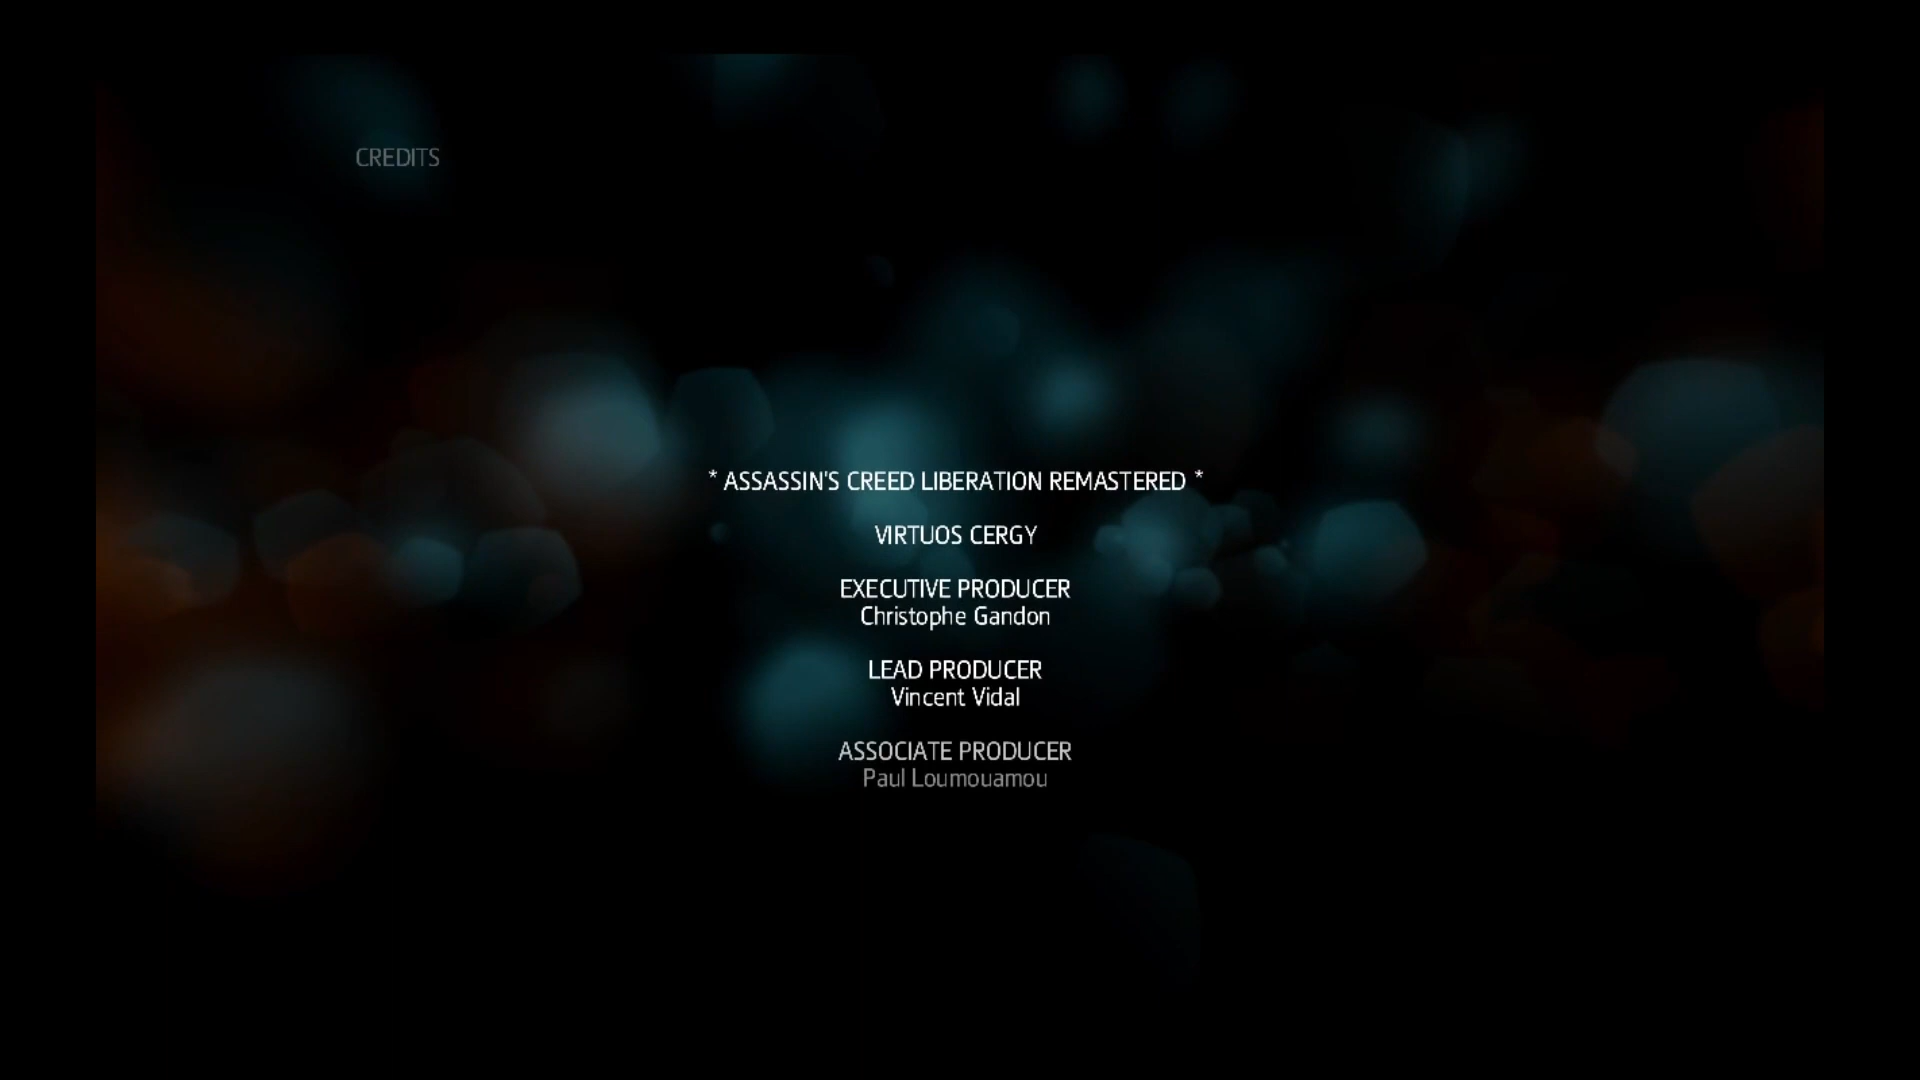 CREDITS
* ASSASSIN'S CREED LIBERATION REMASTERED *
VIRTUOS CERGY
EXECUTIVE PRODUCER
Christophe Gandon
LEAD PRODUCER
Vincent Vidal
ASSOCIATE PRODUCER
Paul Loumouamou